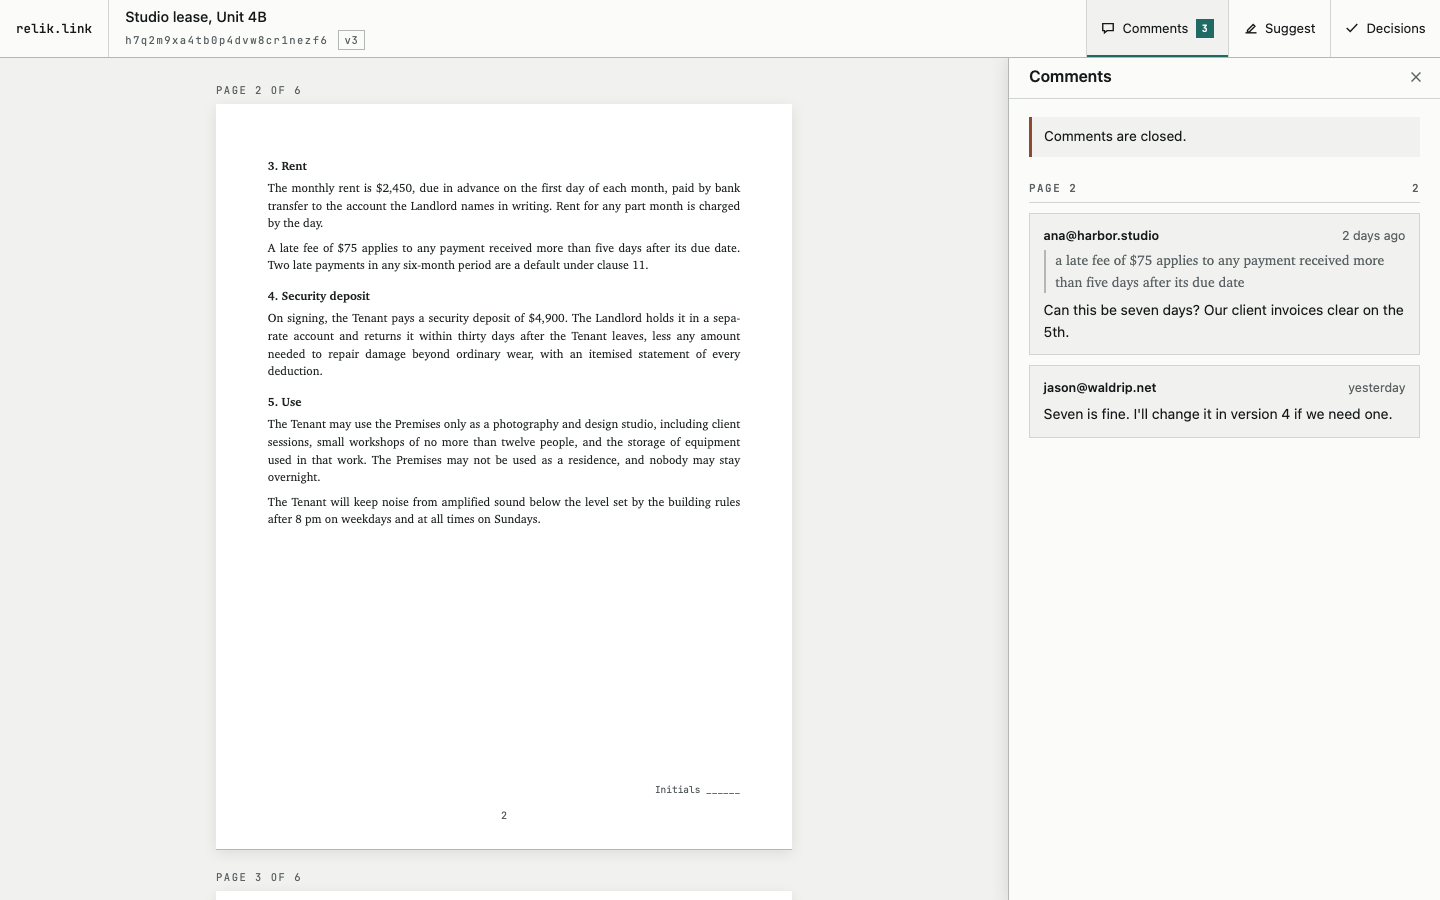 relik.link
Studio lease, Unit 4B
h7q2m9xa4tb0p4dvw8cr1nezf6 v3
Comments 3
Suggest
Decisions
PAGE 2 OF 6
3. Rent
The monthly rent is $2,450, due in advance on the first day of each month, paid by bank
transfer to the account the Landlord names in writing. Rent for any part month is charged
by the day.
A late fee of $75 applies to any payment received more than five days after its due date.
Two late payments in any six-month period are a default under clause 11.
4. Security deposit
On signing, the Tenant pays a security deposit of $4,900. The Landlord holds it in a sepa-
rate account and returns it within thirty days after the Tenant leaves, less any amount
needed to repair damage beyond ordinary wear, with an itemised statement of every
deduction.
5. Use
The Tenant may use the Premises only as a photography and design studio, including client
sessions, small workshops of no more than twelve people, and the storage of equipment
used in that work. The Premises may not be used as a residence, and nobody may stay
overnight.
The Tenant will keep noise from amplified sound below the level set by the building rules
after 8 pm on weekdays and at all times on Sundays.
Initials ______
2
PAGE 3 OF 6
Comments
Comments are closed.
PAGE 2 2
ana@harbor.studio 2 days ago
a late fee of $75 applies to any payment received more
than five days after its due date
Can this be seven days? Our client invoices clear on the
5th.
jason@waldrip.net yesterday
Seven is fine. I'll change it in version 4 if we need one.